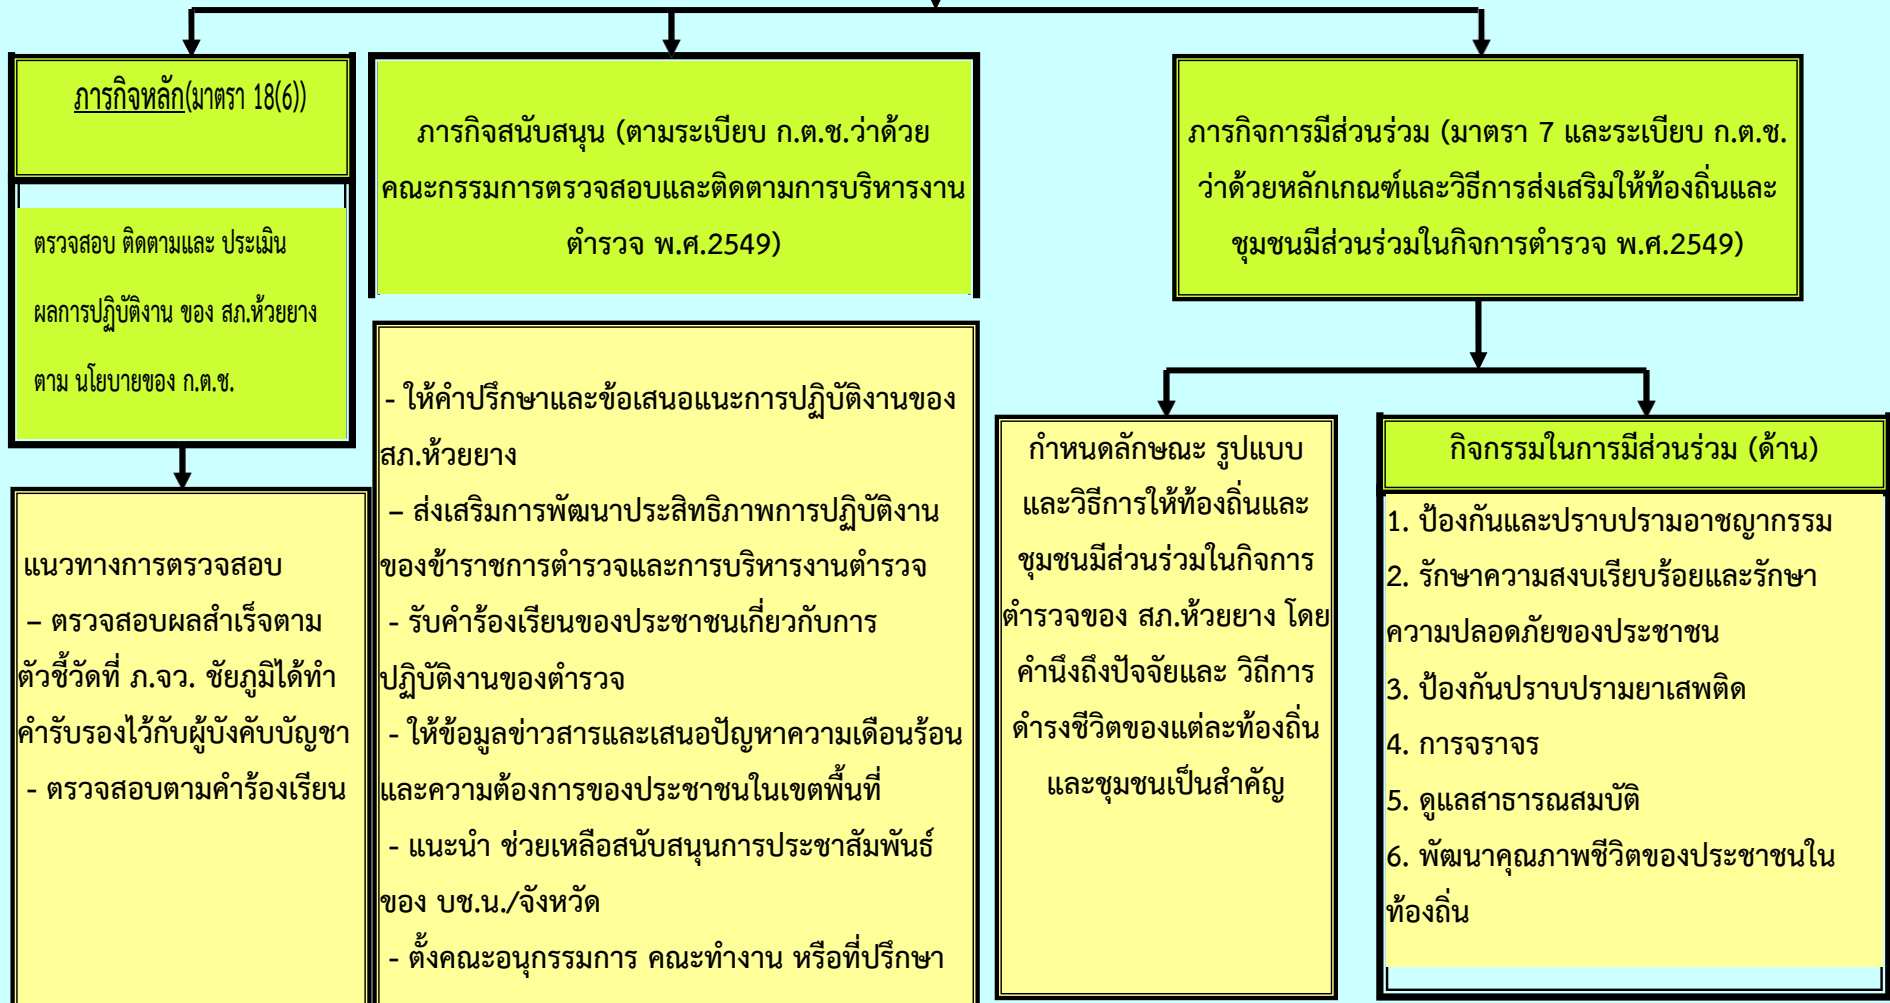 ภารกิจหลัก(มาตรา 18(6))
ตรวจสอบ ติดตามและ ประเมิน
ผลการปฏิบัติงาน ของ สภ.ห้วยยาง
ตาม นโยบายของ ก.ต.ช.
แนวทางการตรวจสอบ
– ตรวจสอบผลสำเร็จตาม
ตัวชี้วัดที่ ภ.จว. ชัยภูมิได้ทำ
คำรับรองไว้กับผู้บังคับบัญชา
- ตรวจสอบตามคำร้องเรียน
ภารกิจสนับสนุน (ตามระเบียบ ก.ต.ช.ว่าด้วย
คณะกรรมการตรวจสอบและติดตามการบริหารงาน
ตำรวจ พ.ศ.2549)
- ให้คำปรึกษาและข้อเสนอแนะการปฏิบัติงานของ
สภ.ห้วยยาง
– ส่งเสริมการพัฒนาประสิทธิภาพการปฏิบัติงาน
ของข้าราชการตำรวจและการบริหารงานตำรวจ
- รับคำร้องเรียนของประชาชนเกี่ยวกับการ
ปฏิบัติงานของตำรวจ
- ให้ข้อมูลข่าวสารและเสนอปัญหาความเดือนร้อน
และความต้องการของประชาชนในเขตพื้นที่
- แนะนำ ช่วยเหลือสนับสนุนการประชาสัมพันธ์
ของ บช.น./จังหวัด
- ตั้งคณะอนุกรรมการ คณะทำงาน หรือที่ปรึกษา
ภารกิจการมีส่วนร่วม (มาตรา 7 และระเบียบ ก.ต.ช.
ว่าด้วยหลักเกณฑ์และวิธีการส่งเสริมให้ท้องถิ่นและ
ชุมชนมีส่วนร่วมในกิจการตำรวจ พ.ศ.2549)
กำหนดลักษณะ รูปแบบ
และวิธีการให้ท้องถิ่นและ
ชุมชนมีส่วนร่วมในกิจการ
ตำรวจของ สภ.ห้วยยาง โดย
คำนึงถึงปัจจัยและ วิถีการ
ดำรงชีวิตของแต่ละท้องถิ่น
และชุมชนเป็นสำคัญ
กิจกรรมในการมีส่วนร่วม (ด้าน)
1. ป้องกันและปราบปรามอาชญากรรม
2. รักษาความสงบเรียบร้อยและรักษา
ความปลอดภัยของประชาชน
3. ป้องกันปราบปรามยาเสพติด
4. การจราจร
5. ดูแลสาธารณสมบัติ
6. พัฒนาคุณภาพชีวิตของประชาชนใน
ท้องถิ่น